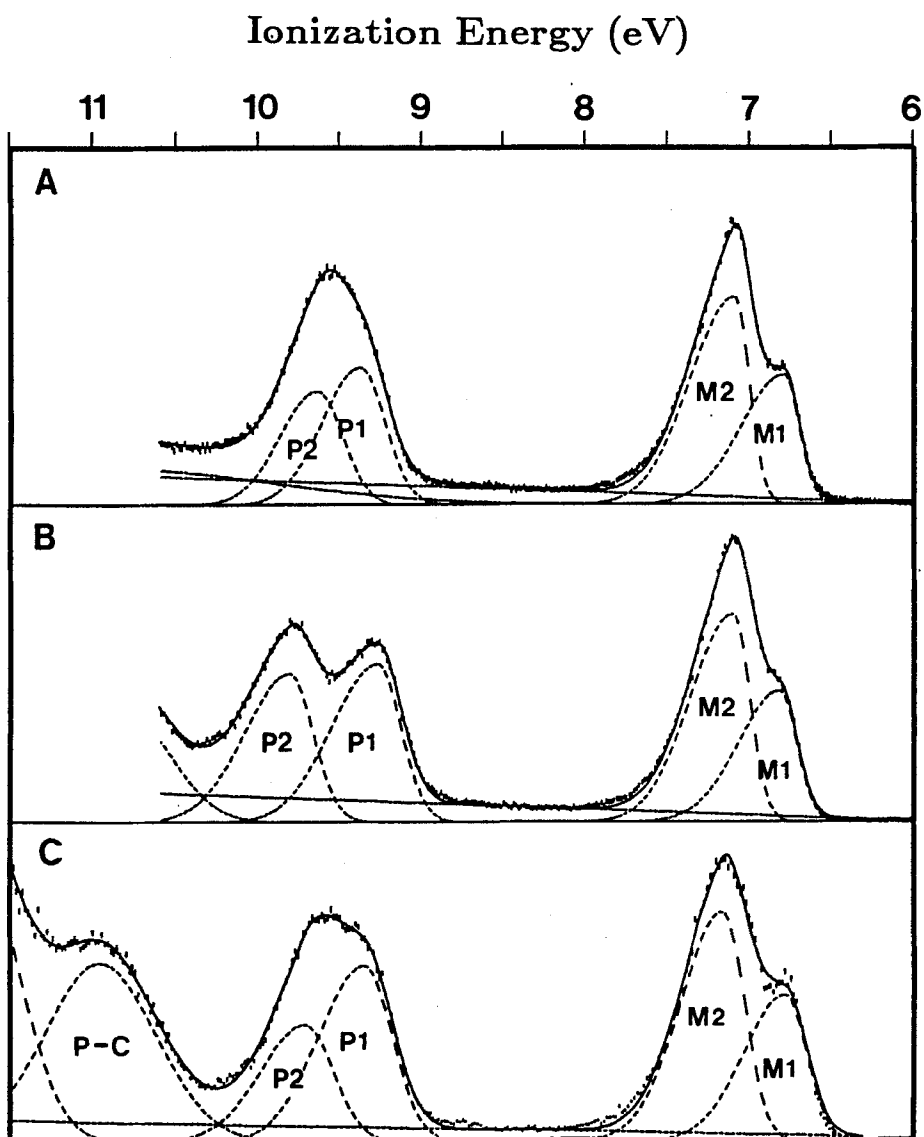 Ionization Energy (eV)
11 10 9 8 7 6
A
P2 P1 M2 M1
B
P2 P1 M2 M1
C
P-C P2 P1 M2 M1